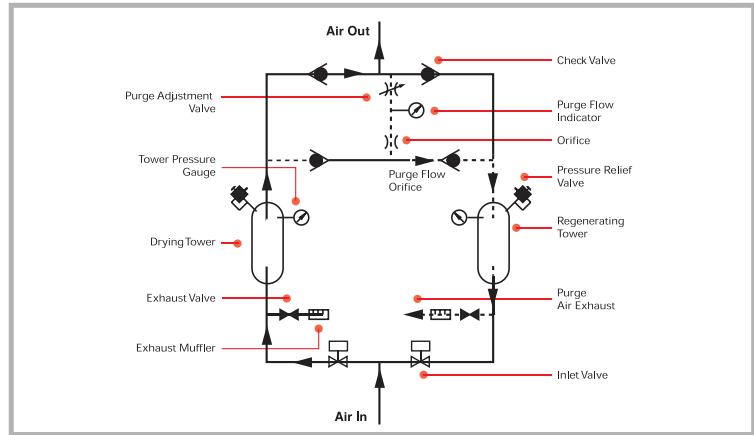 Air Out
Check Valve
Purge Adjustment
Valve
Purge Flow
Indicator
Orifice
Tower Pressure
Gauge
Purge Flow
Orifice
Pressure Relief
Valve
Regenerating
Tower
Drying Tower
Exhaust Valve
Purge
Air Exhaust
Exhaust Muffler
Inlet Valve
Air In